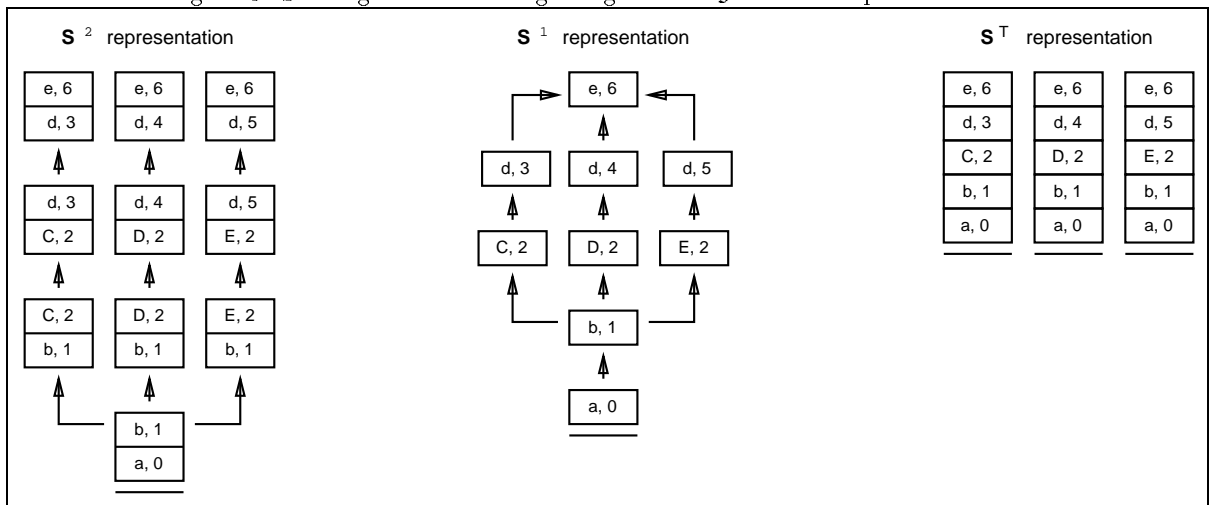 S 2 representation
e, 6 e, 6 e, 6
d, 3 d, 4 d, 5
d, 3 d, 4 d, 5
C, 2 D, 2 E, 2
C, 2 D, 2 E, 2
b, 1 b, 1 b, 1
b, 1
a, 0
S 1 representation
e, 6
d, 3 d, 4 d, 5
C, 2 D, 2 E, 2
b, 1
a, 0
S T representation
e, 6 e, 6 e, 6
d, 3 d, 4 d, 5
C, 2 D, 2 E, 2
b, 1 b, 1 b, 1
a, 0 a, 0 a, 0